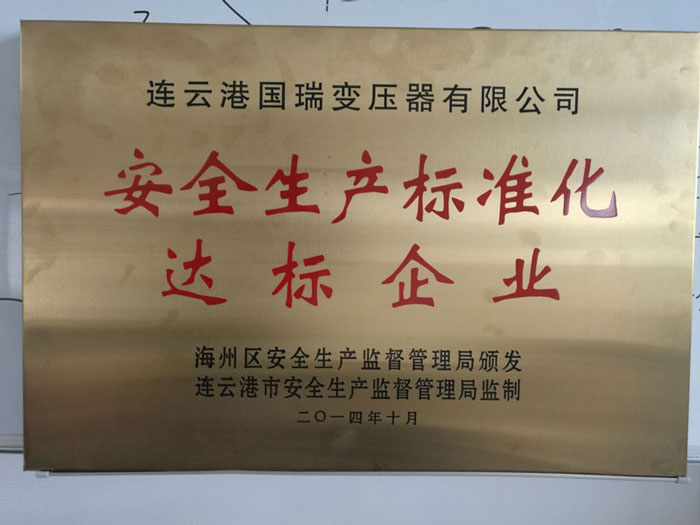 连云港国瑞变压器有限公司
安全生产标准化
达标企业
海州区安全生产监督管理局颁发
连云港市安全生产监督管理局监制
二〇一四年十月